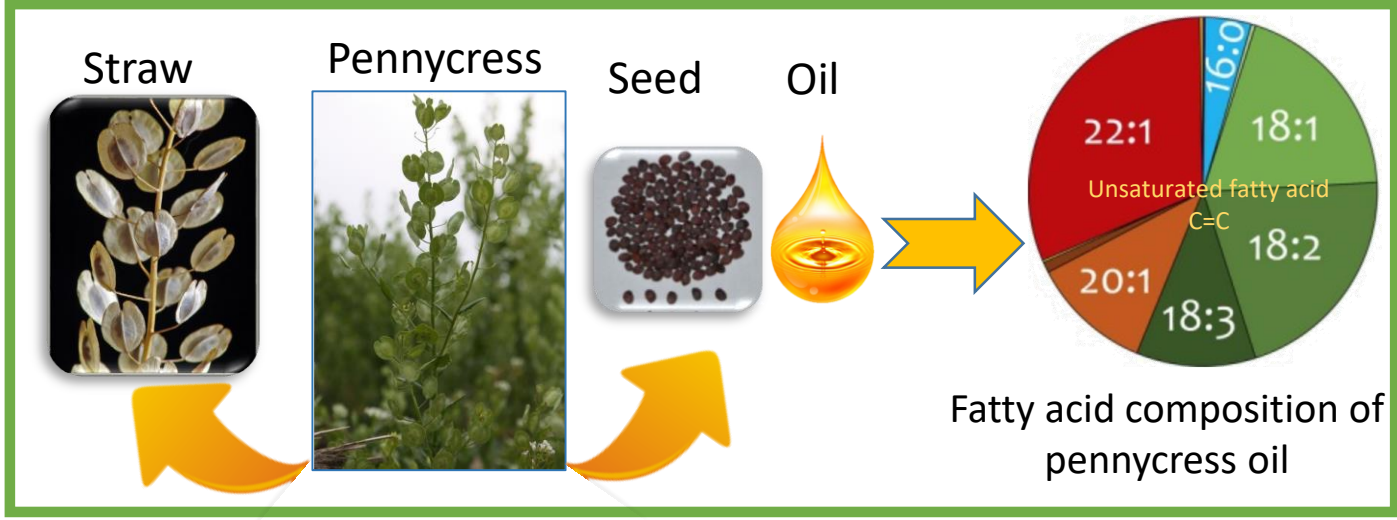 Straw
Pennycress
Seed
Oil
16:0
18:1
22:1
Unsaturated fatty acid
C=C
18:2
20:1
18:3
Fatty acid composition of
pennycress oil